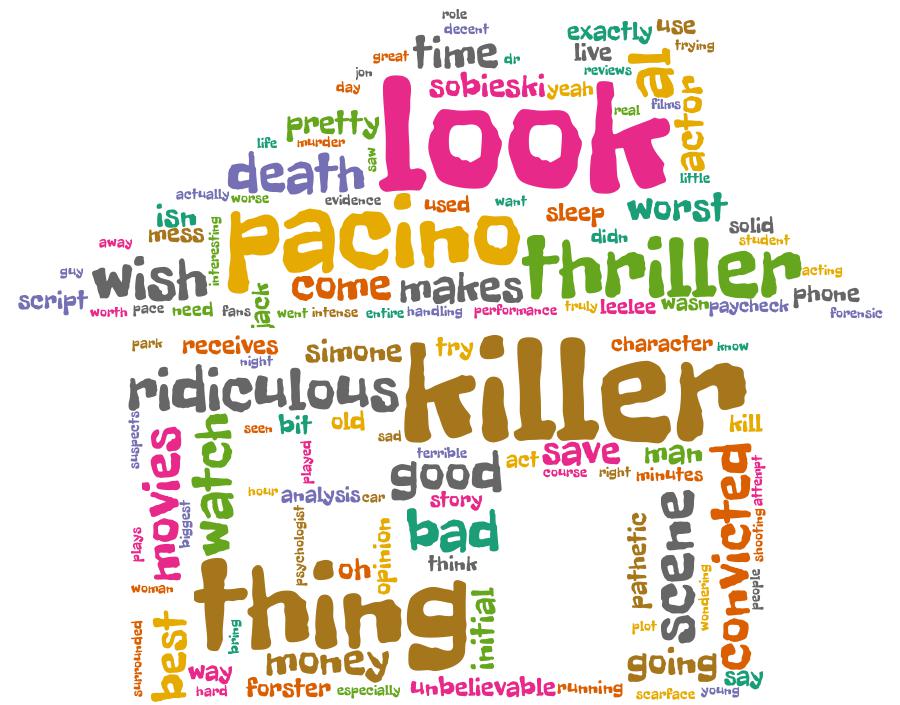 role
decent
exactly use
great time dr live trying
jon reviews al
day sobieski yeah
look real films actor
pretty
life murder saw
death little
actually worse
evidence used want sleep worst
isn
mess interesting pacino didn solid
away student
guy wish thriller acting
script come makes phone
worth pace need fans jack went intense entire handling performance truly leelee wasn paycheck forensic
park receives simone try character know
night
ridiculous killer
suspects seen bit old sad kill
movies watch played terrible act save man
good course right minutes
hour analysis car story
biggest bad scene convicted attempt
plays psychologist opinion think pathetic shooting
woman oh wondering people
thing initial
surrounded best bring plot
way money going say
hard forster especially unbelievable running scarface young